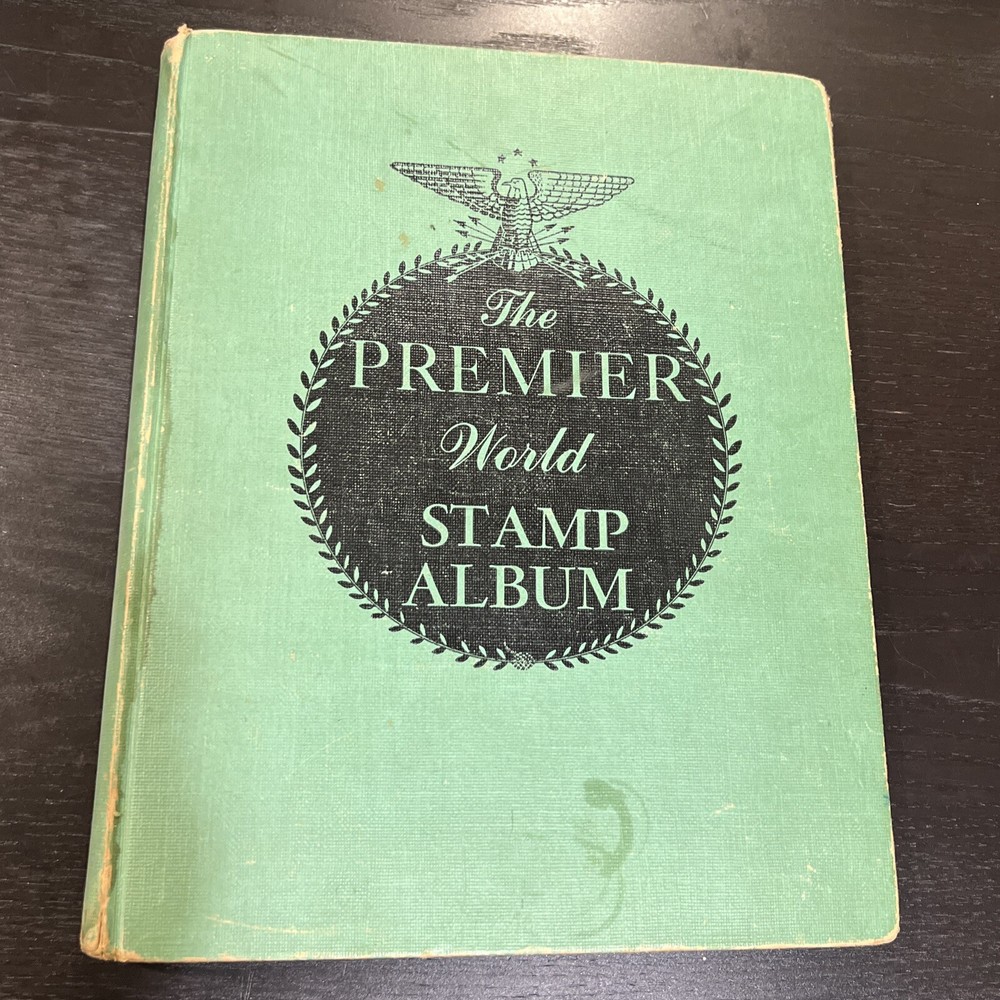 The
PREMIER
World
STAMP
ALBUM